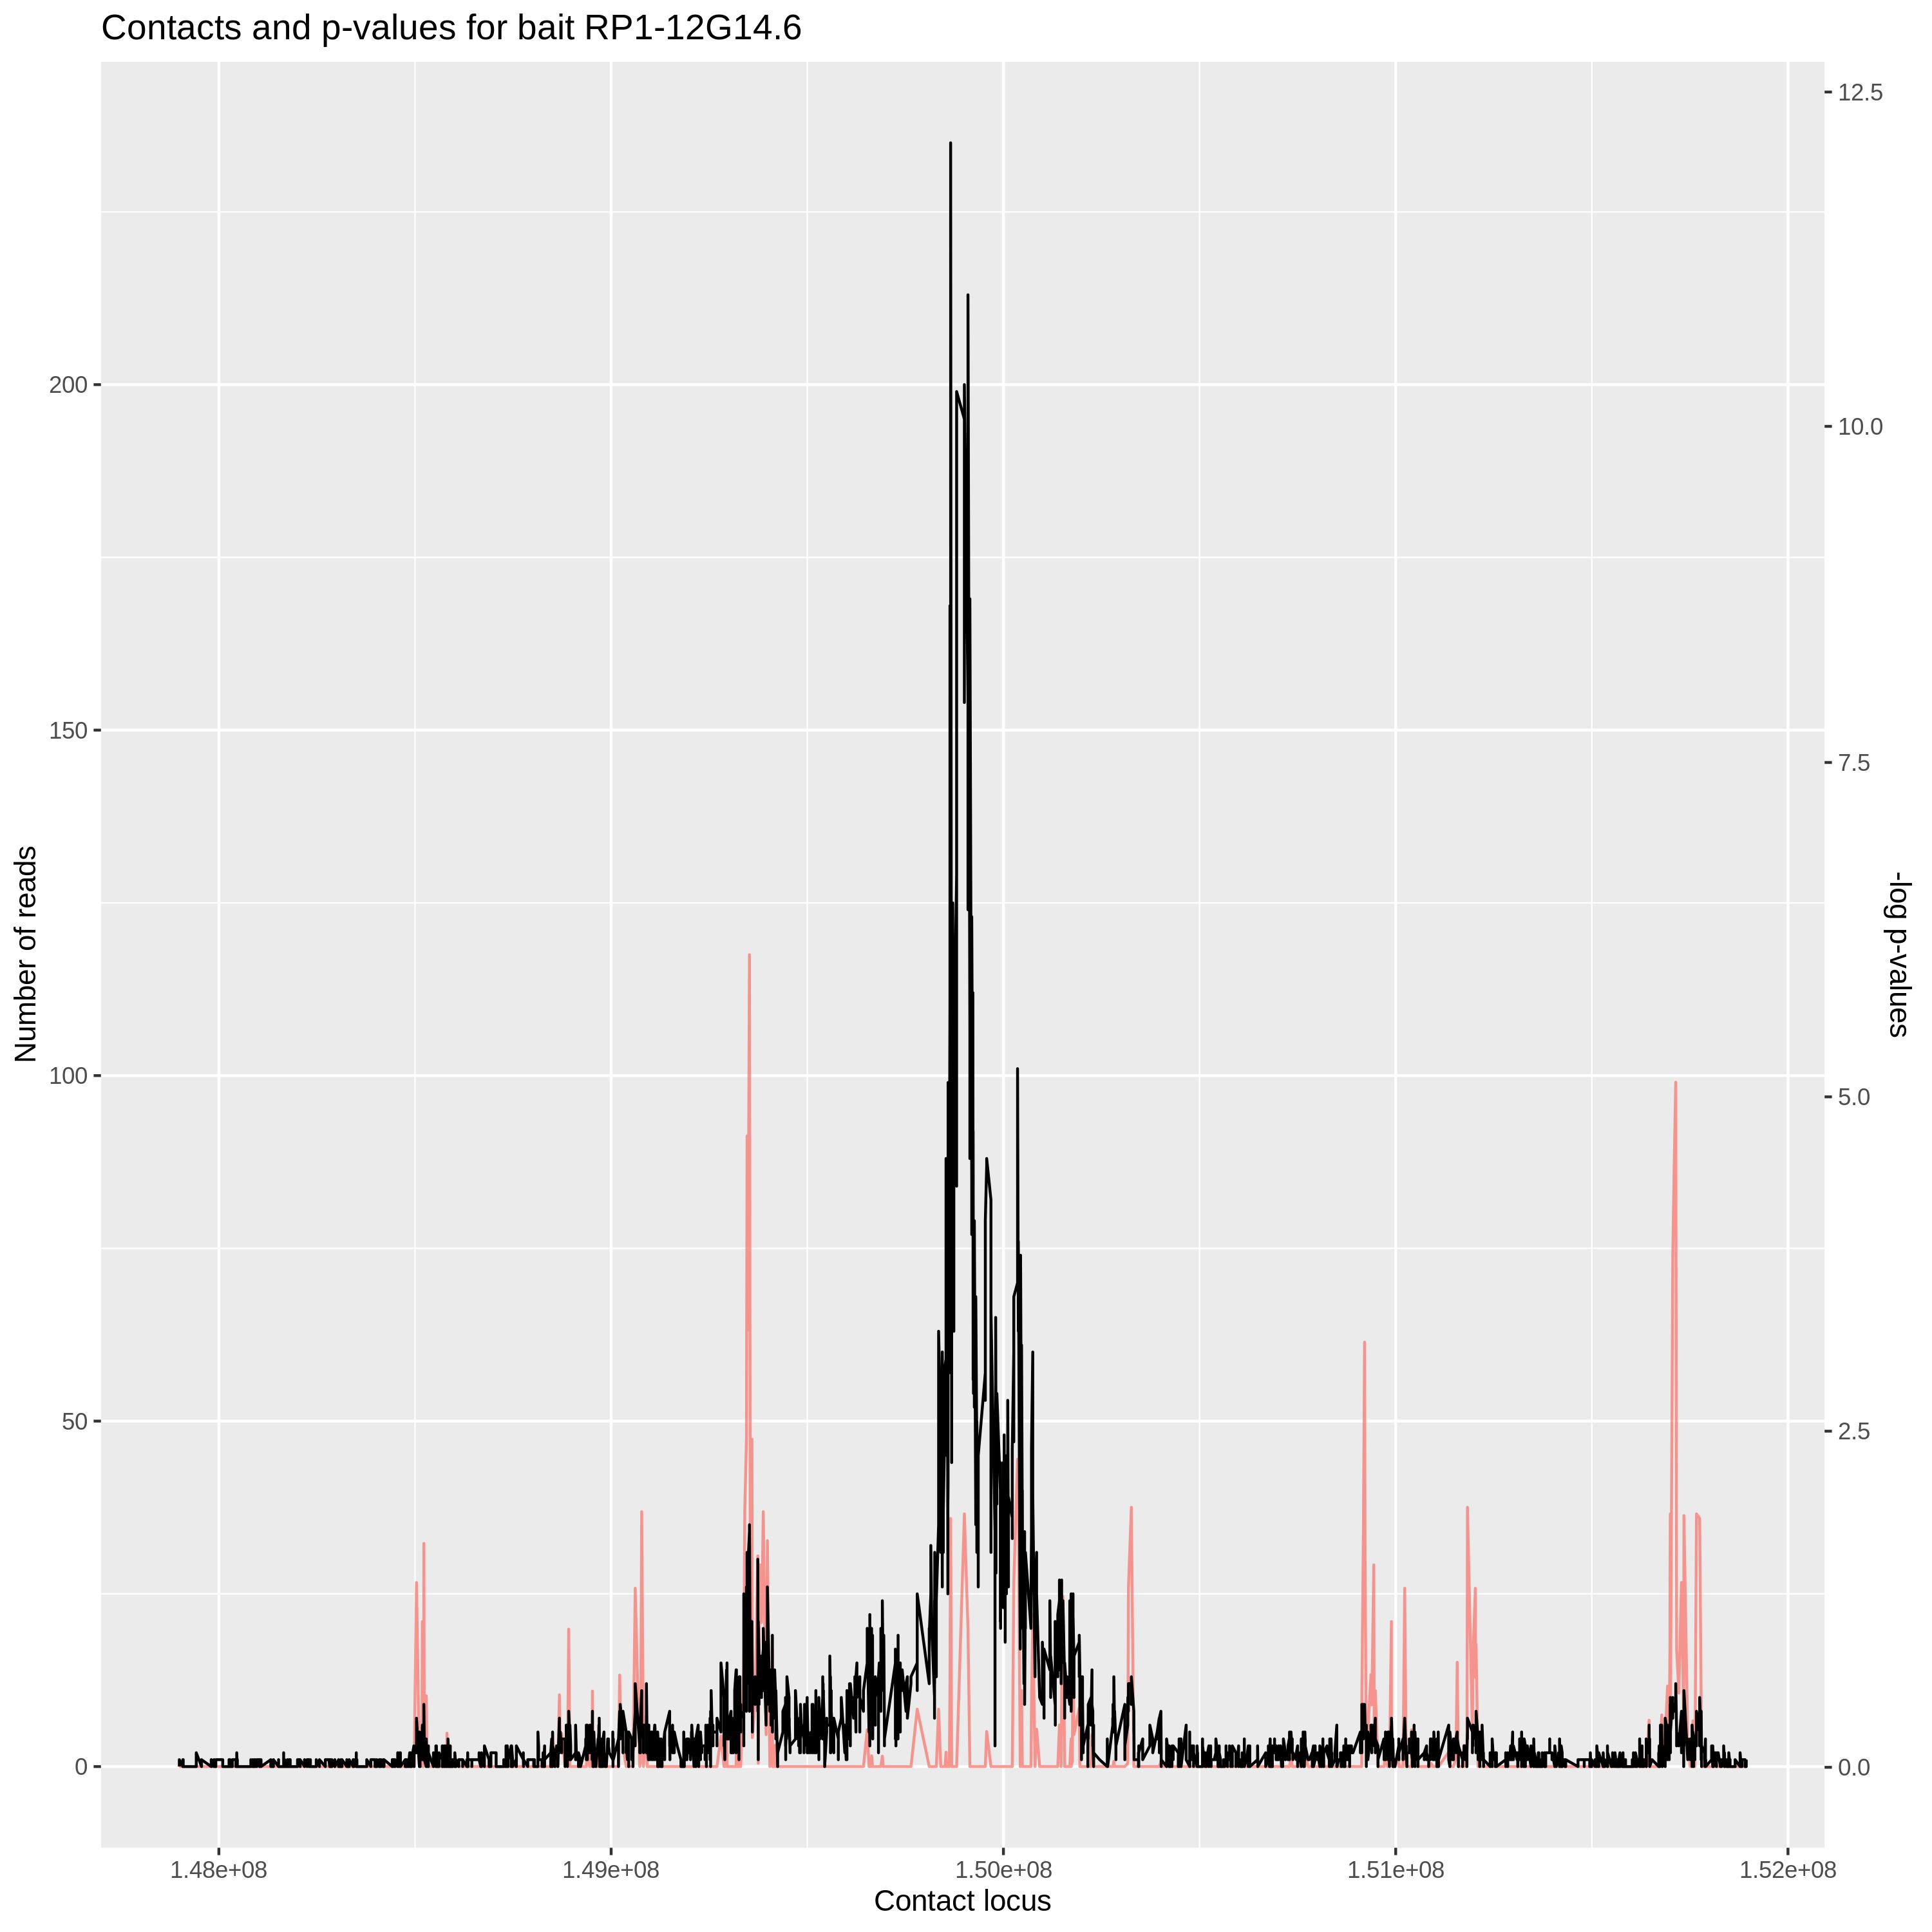 Contacts and p-values for bait RP1-12G14.6
12.5
200
10.0
150
7.5
Number of reads
-log p-values
100
5.0
50
2.5
0
0.0
1.48e+08
1.49e+08
1.50e+08
1.51e+08
1.52e+08
Contact locus